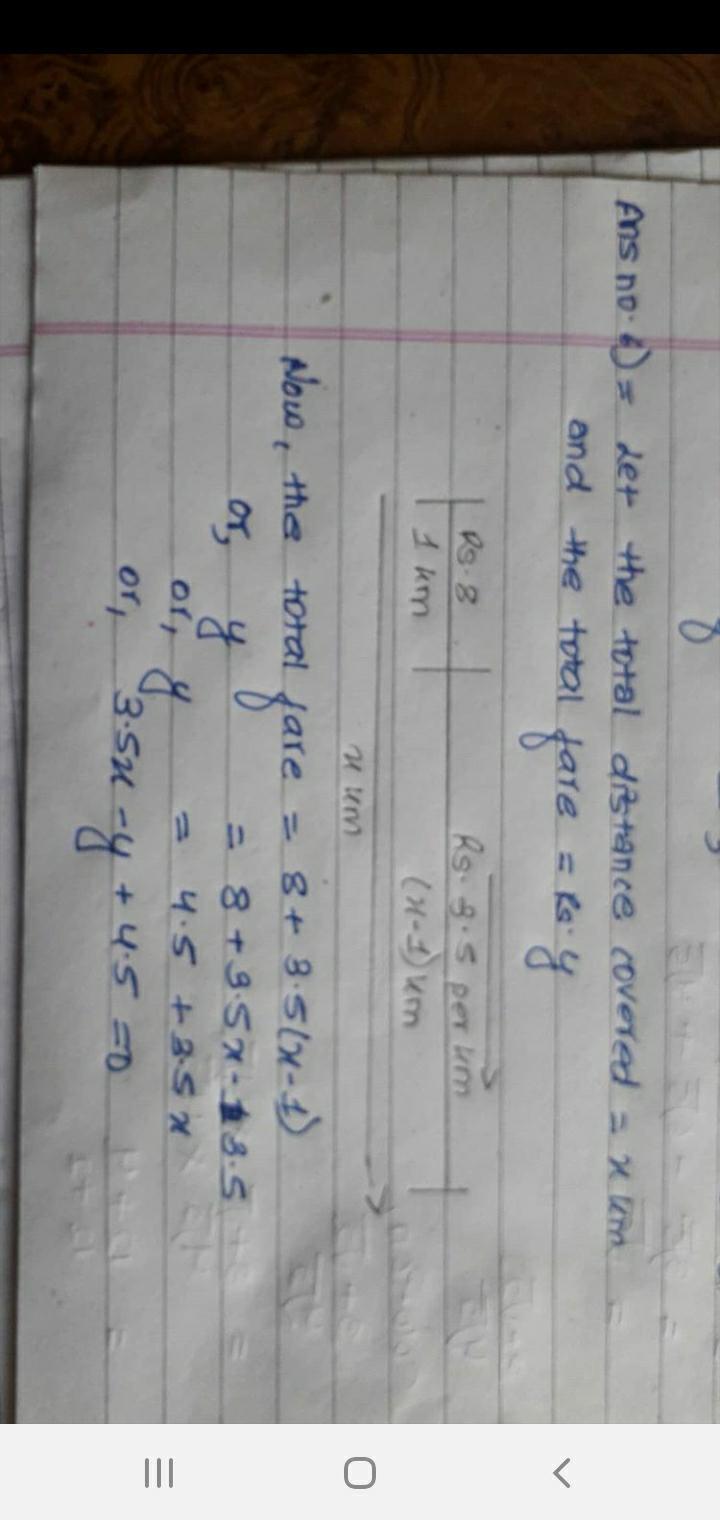 Ans no. 6) = Let the total distance covered = x km
and the total fare = Rs. y
Rs. 8 Rs. 3.5 per km
1 km (x-1) km
x km
Now, the total fare = 8 + 3.5(x-1)
or, y = 8 + 3.5x - 3.5
or, y = 4.5 + 3.5x
or, 3.5x - y + 4.5 = 0